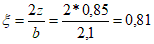 ξ = 2z/b = 2*0,85/2,1 = 0,81